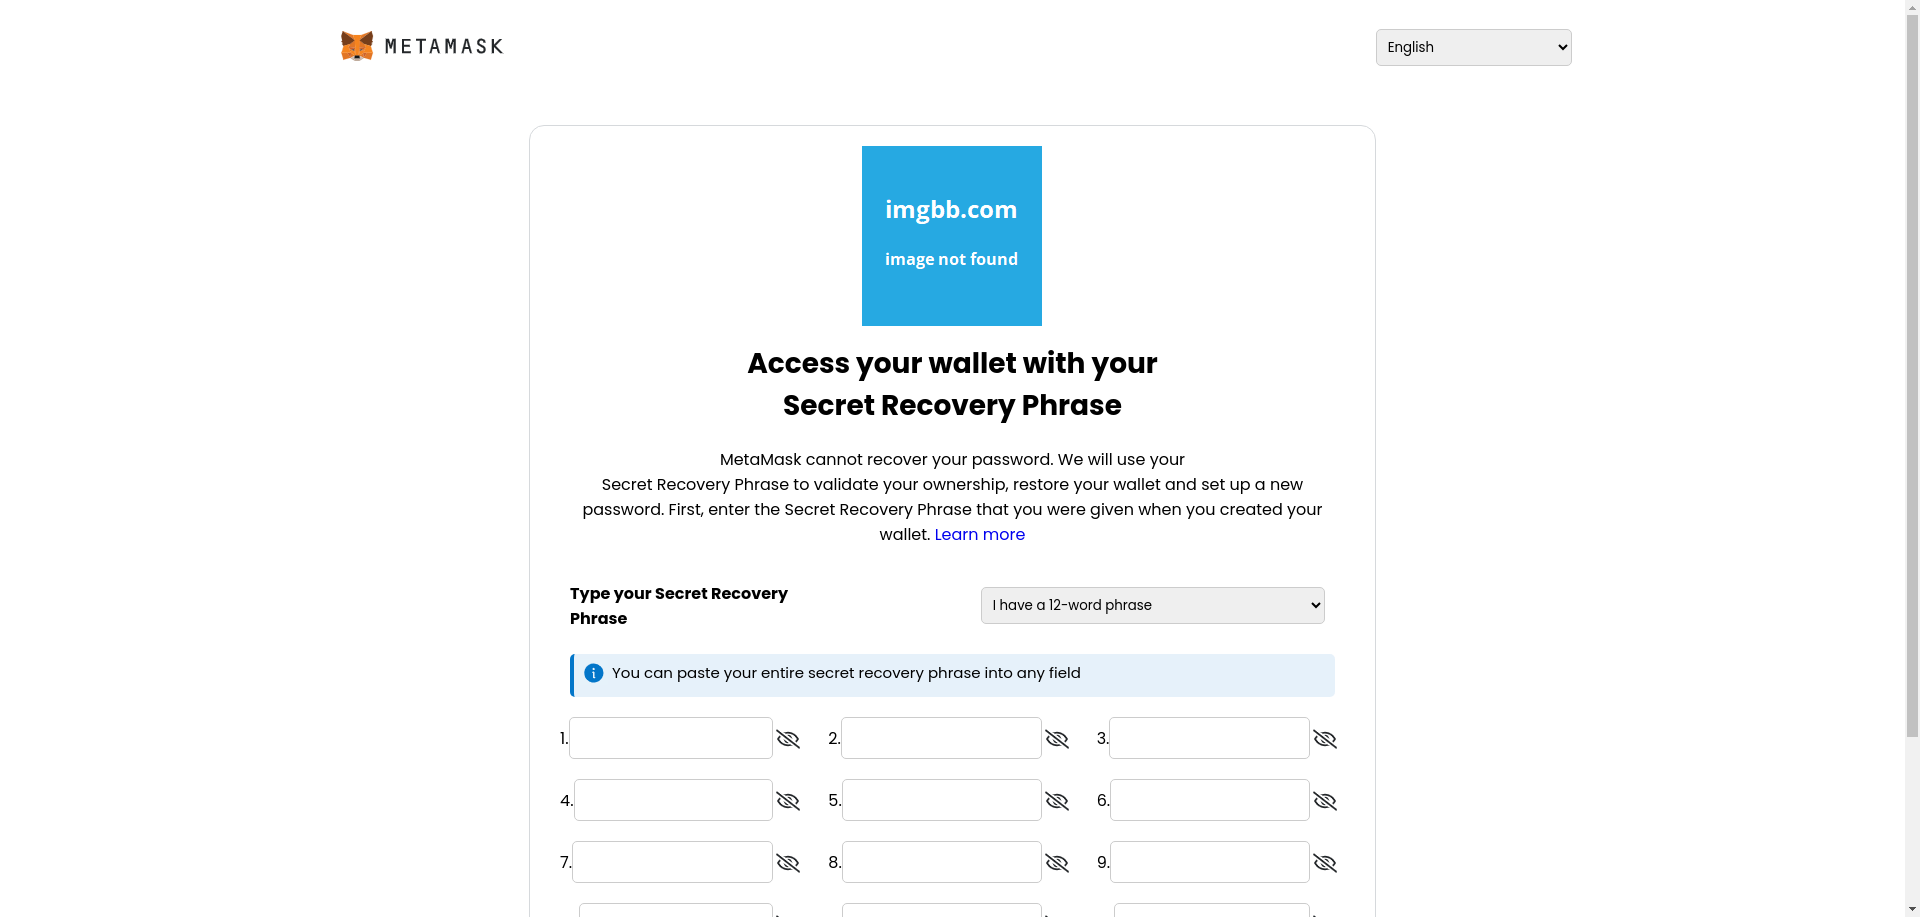 METAMASK
English
imgbb.com
image not found
Access your wallet with your
Secret Recovery Phrase
MetaMask cannot recover your password. We will use your
Secret Recovery Phrase to validate your ownership, restore your wallet and set up a new
password. First, enter the Secret Recovery Phrase that you were given when you created your
wallet. Learn more
Type your Secret Recovery
Phrase
I have a 12-word phrase
You can paste your entire secret recovery phrase into any field
1. 2. 3.
4. 5. 6.
7. 8. 9.